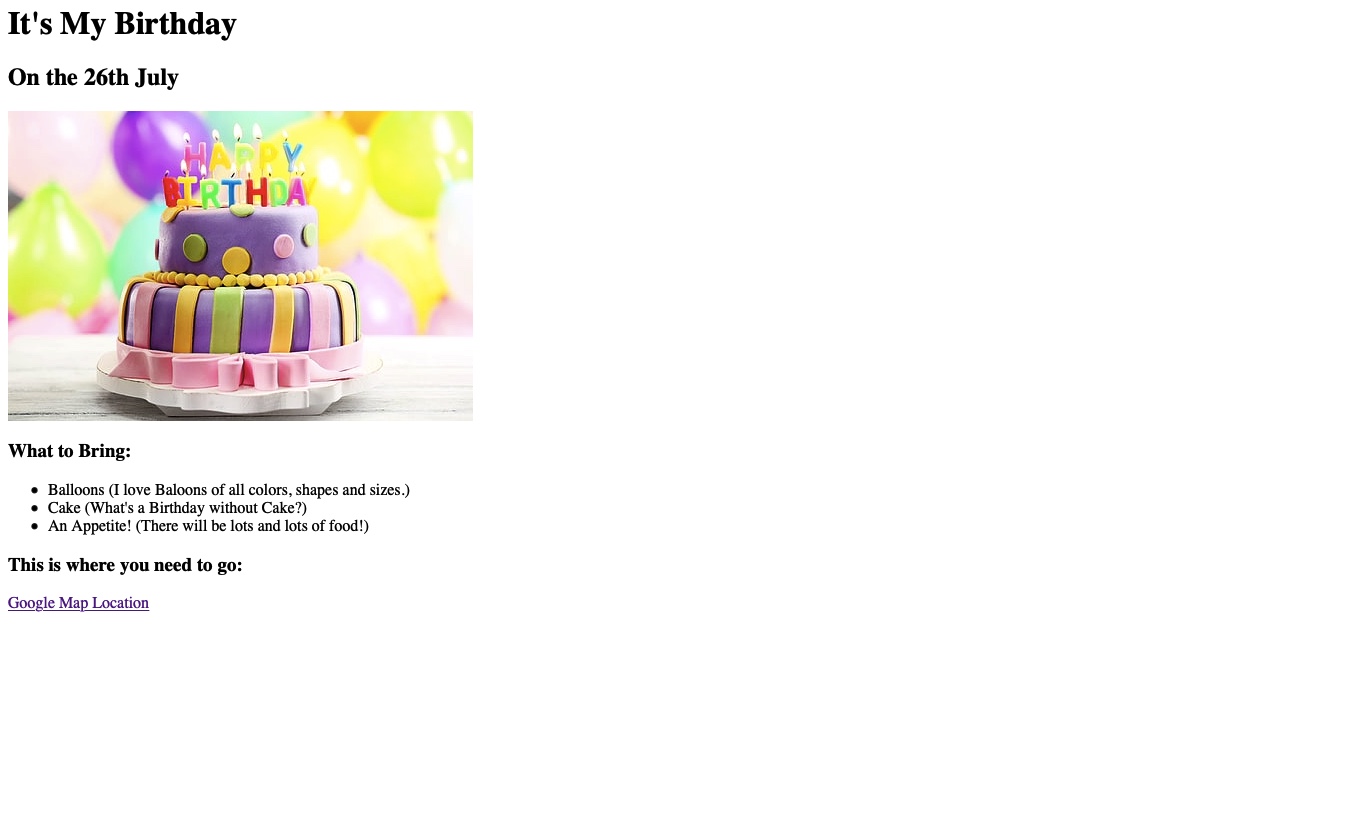 It's My Birthday
On the 26th July
HAPPY
BIRTHDAY
What to Bring:
Balloons (I love Baloons of all colors, shapes and sizes.)
Cake (What's a Birthday without Cake?)
An Appetite! (There will be lots and lots of food!)
This is where you need to go:
Google Map Location